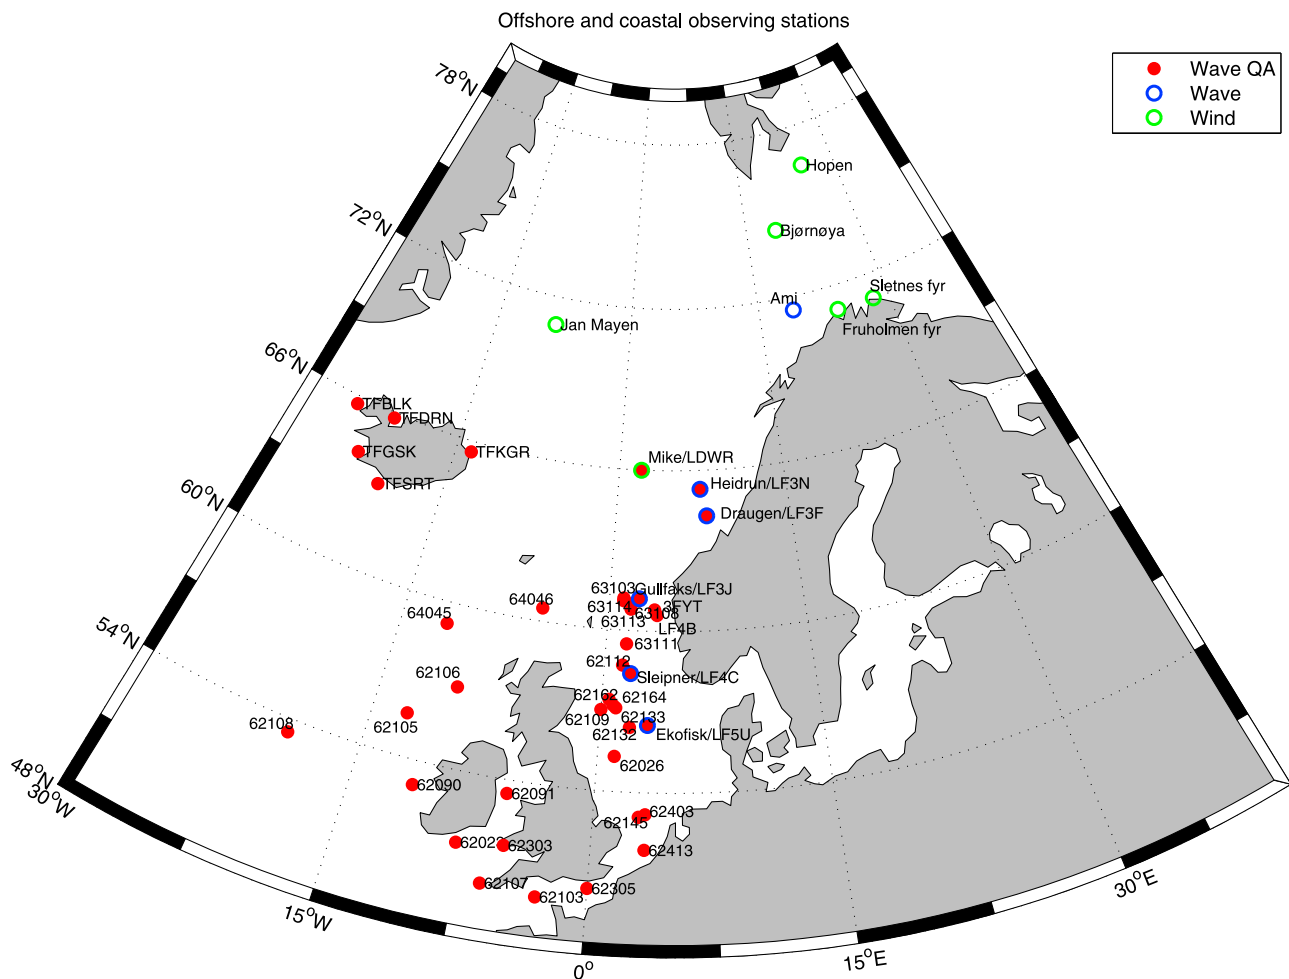 Offshore and coastal observing stations
Wave QA
Wave
Wind
78°N
72°N
66°N
60°N
54°N
48°N
30°W
15°W
0°
15°E
30°E
Hopen
Bjørnøya
Sletnes fyr
Ami
Fruholmen fyr
Jan Mayen
TFBLK
TFDRN
TFGSK
TFKGR
TFSRT
Mike/LDWR
Heidrun/LF3N
Draugen/LF3F
63103
Gullfaks/LF3J
64046
63114
3FYT
63108
64045
63113
LF4B
63111
62112
62106
Sleipner/LF4C
62162
62164
62108
62105
62109
62133
62132
Ekofisk/LF5U
62026
62090
62091
62403
62145
62023
62303
62413
62107
62103
62305